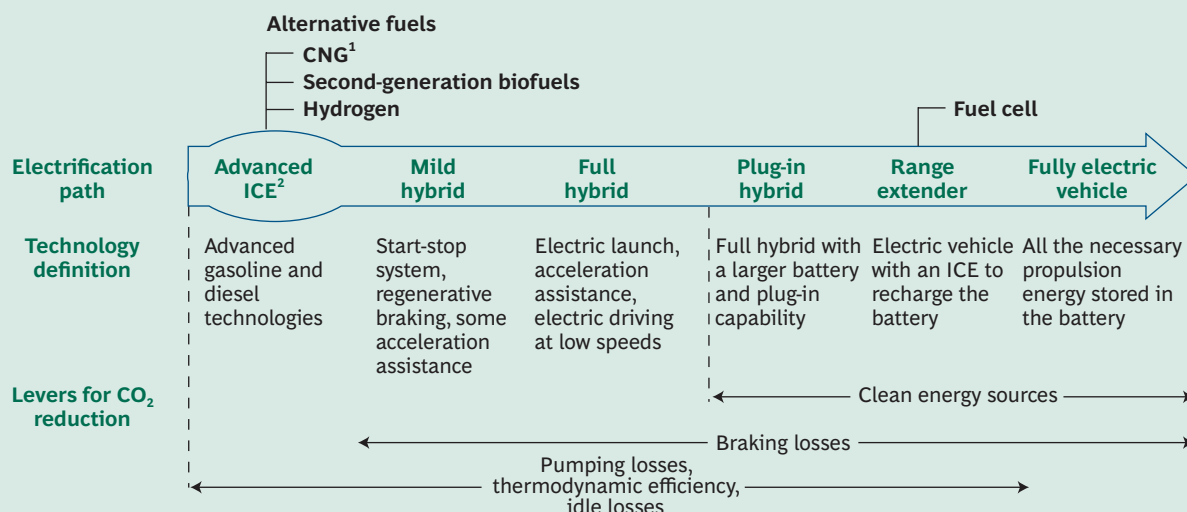 Alternative fuels
CNG¹
Second-generation biofuels
Hydrogen
Fuel cell
Electrification
path
Advanced
ICE²
Mild
hybrid
Full
hybrid
Plug-in
hybrid
Range
extender
Fully electric
vehicle
Technology
definition
Advanced
gasoline and
diesel
technologies
Start-stop
system,
regenerative
braking, some
acceleration
assistance
Electric launch,
acceleration
assistance,
electric driving
at low speeds
Full hybrid with
a larger battery
and plug-in
capability
Electric vehicle
with an ICE to
recharge the
battery
All the necessary
propulsion
energy stored in
the battery
Levers for CO₂
reduction
Clean energy sources
Braking losses
Pumping losses,
thermodynamic efficiency,
idle losses